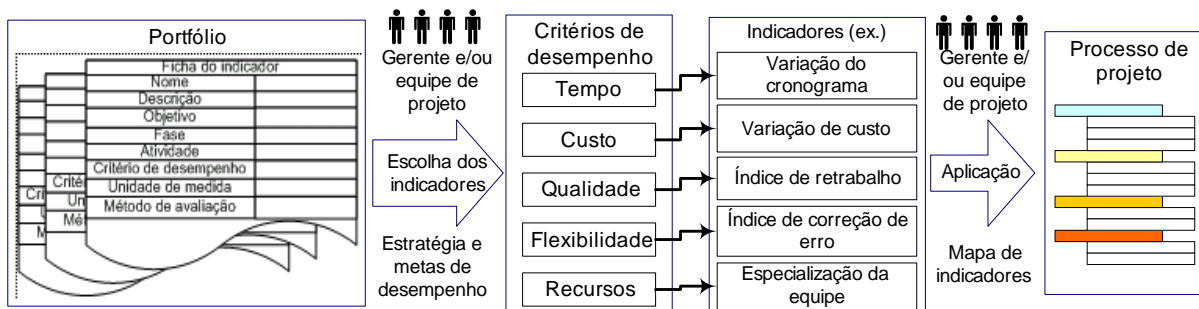 Portfólio
Ficha do indicador
Nome
Descrição
Objetivo
Fase
Atividade
Critério de desempenho
Unidade de medida
Método de avaliação
Gerente e/ou
equipe de
projeto
Escolha dos
indicadores
Estratégia e
metas de
desempenho
Critérios de
desempenho
Tempo
Custo
Qualidade
Flexibilidade
Recursos
Indicadores (ex.)
Variação do
cronograma
Variação de custo
Índice de retrabalho
Índice de correção de
erro
Especialização da
equipe
Gerente e/
ou equipe
de projeto
Aplicação
Mapa de
indicadores
Processo de
projeto